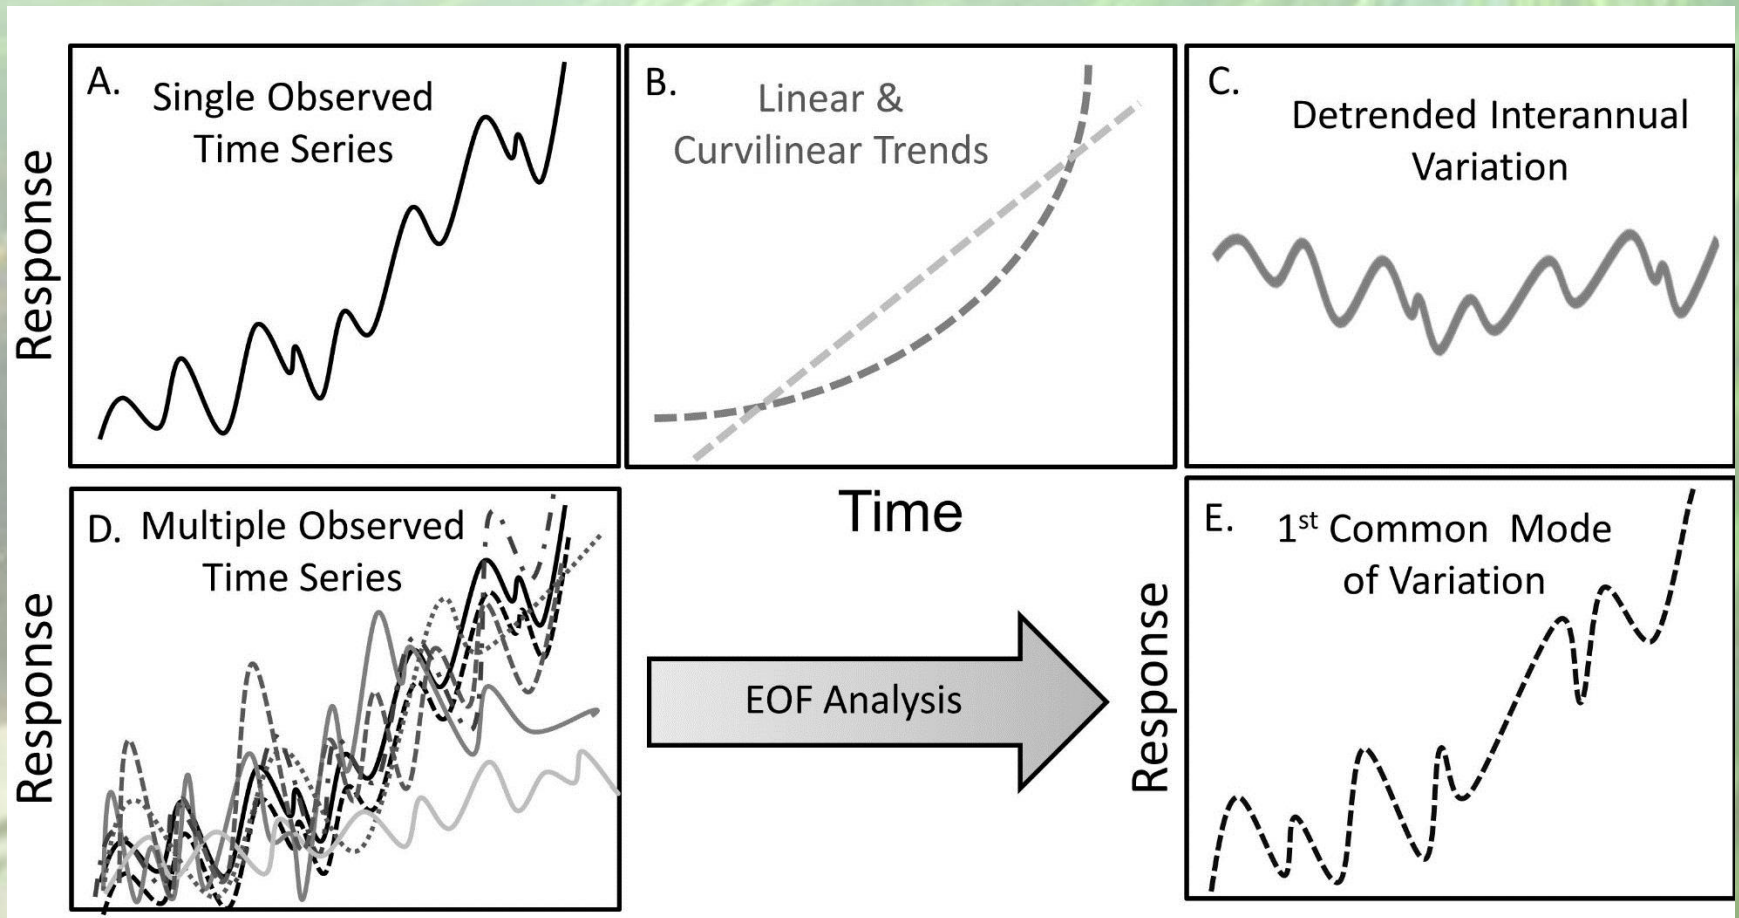 A. Single Observed
Time Series
B. Linear &
Curvilinear Trends
C. Detrended Interannual
Variation
Response
Time
D. Multiple Observed
Time Series
Response
EOF Analysis
E. 1st Common Mode
of Variation
Response